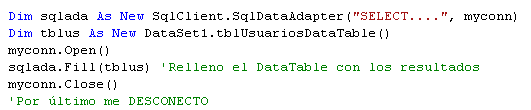 Dim sqlada As New SqlClient.SqlDataAdapter("SELECT....", myconn)
Dim tblus As New DataSet1.tblUsuariosDataTable()
myconn.Open()
sqlada.Fill(tblus) 'Relleno el DataTable con los resultados
myconn.Close()
'Por último me DESCONECTO